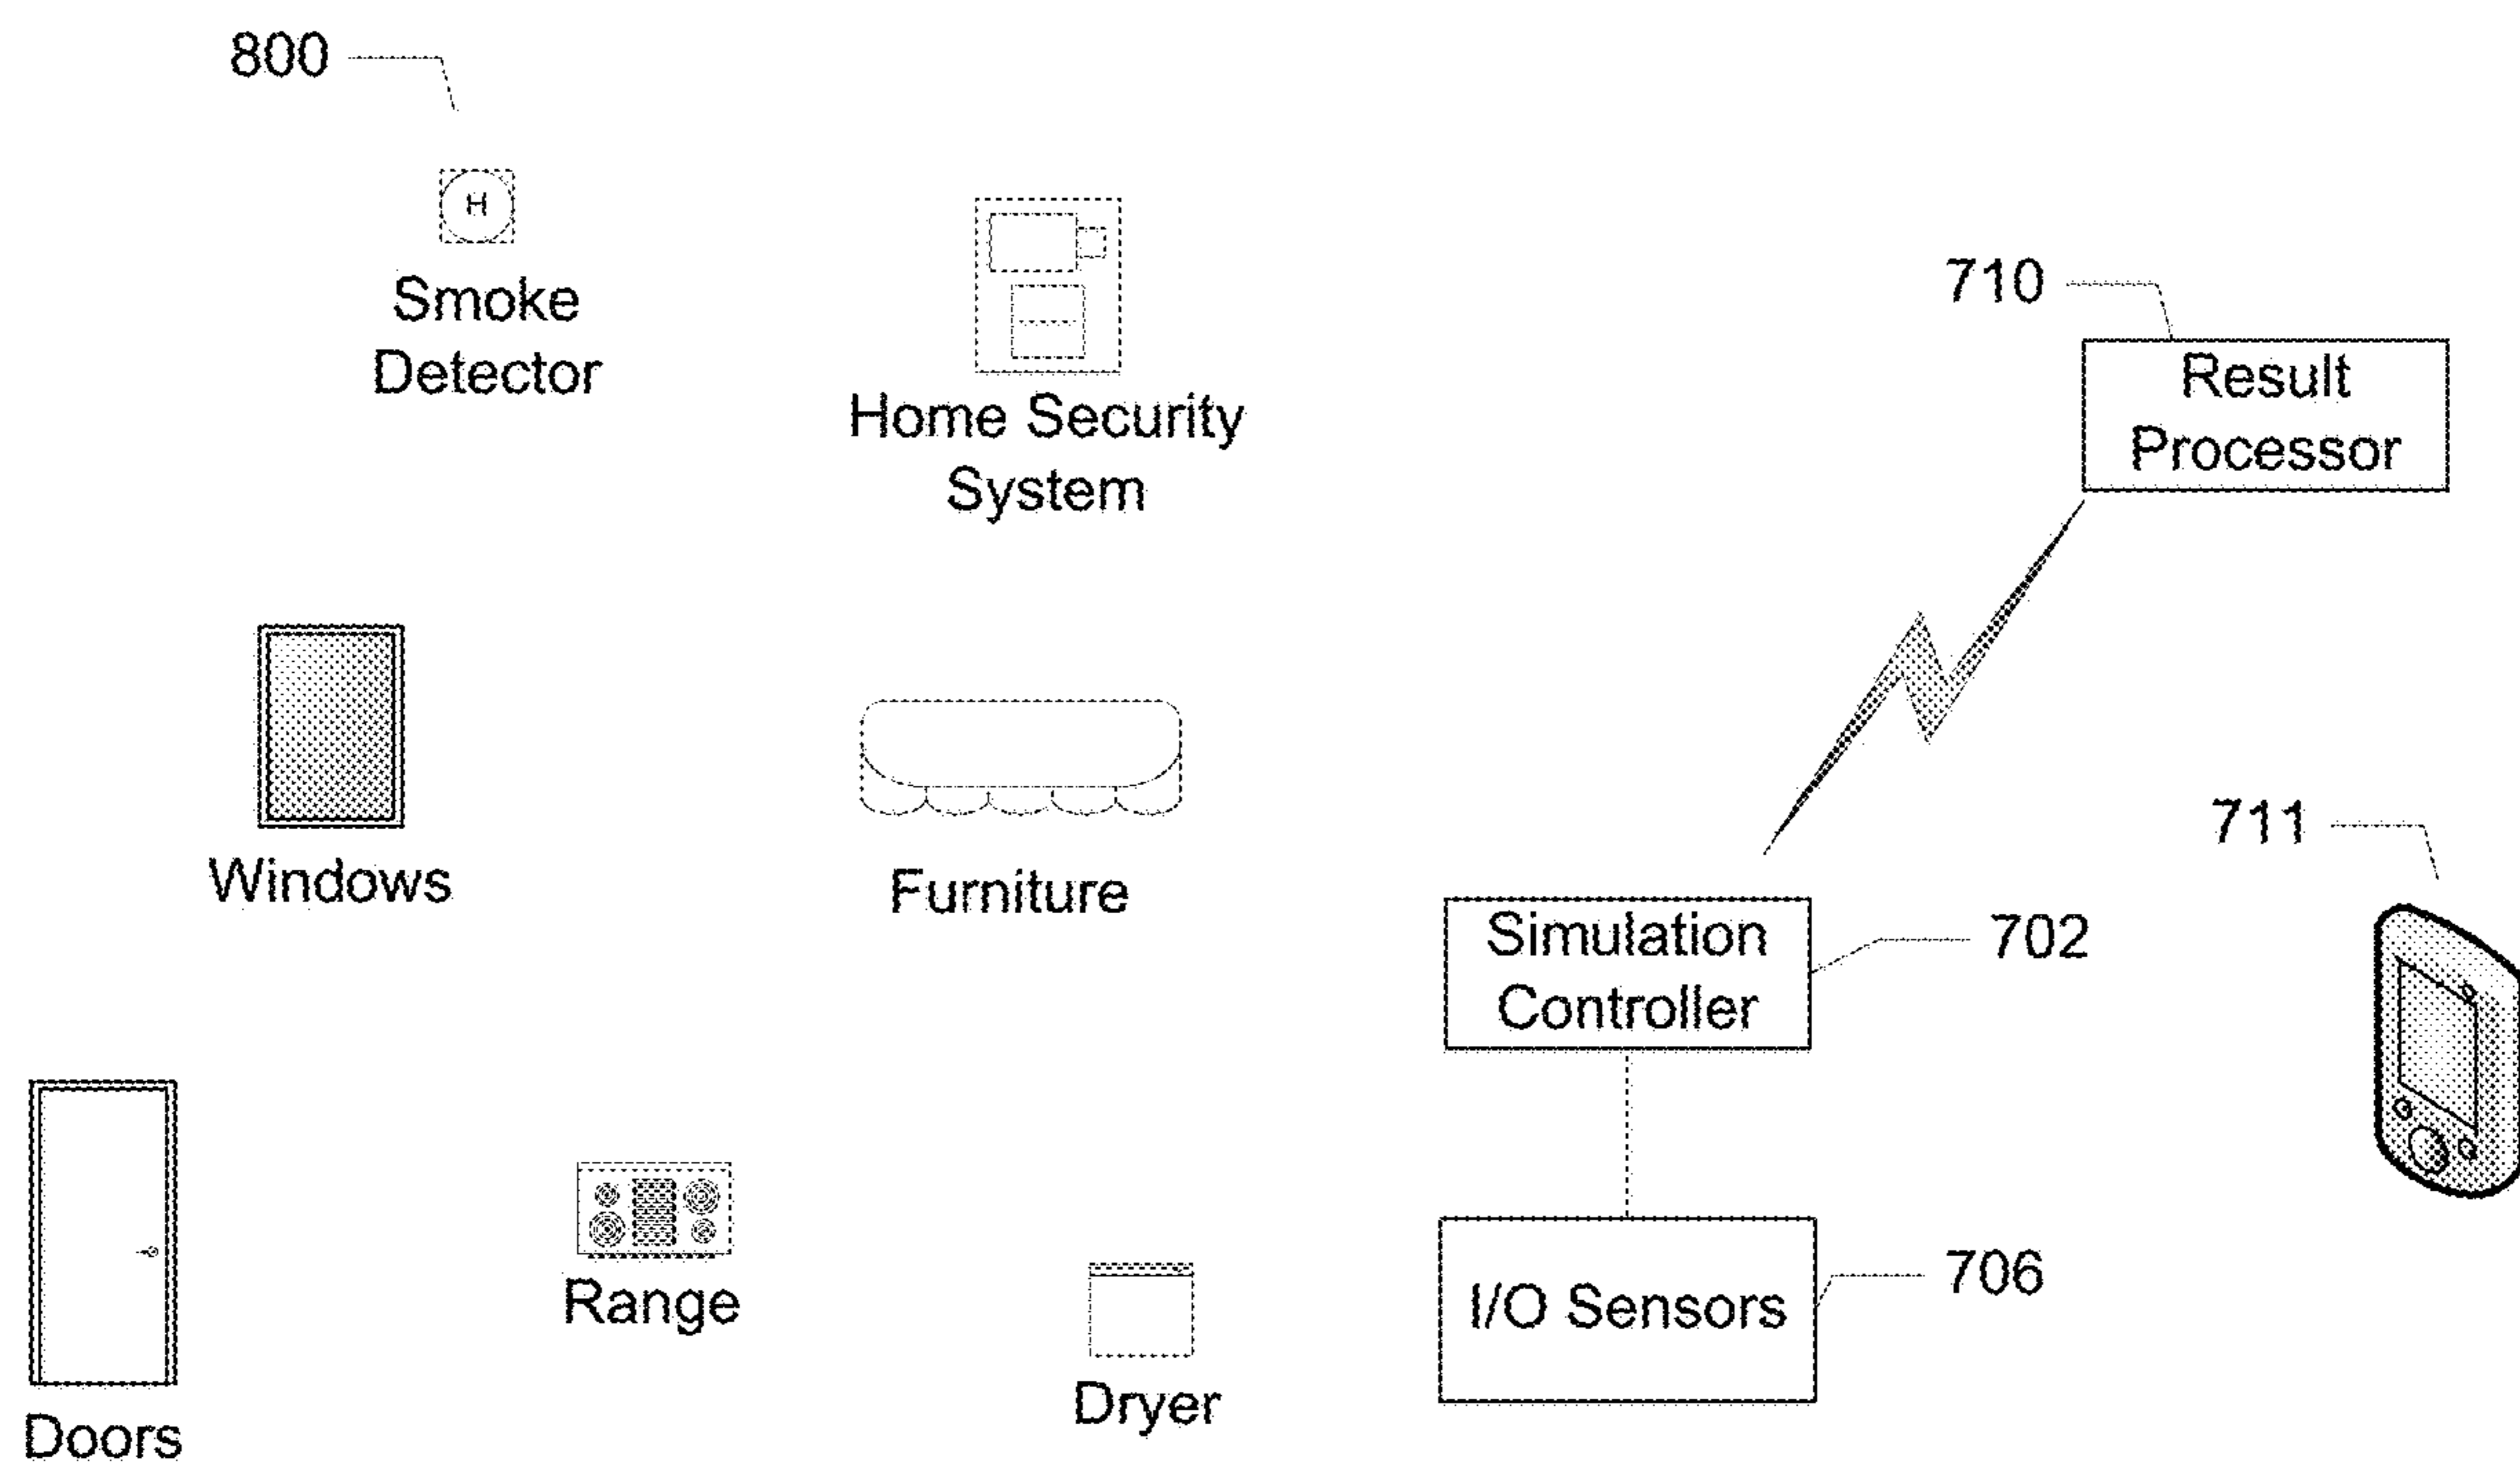 800
H
Smoke
Detector
Home Security
System
710
Result
Processor
Windows
Furniture
711
Simulation
Controller
702
Doors
Range
Dryer
I/O Sensors
706